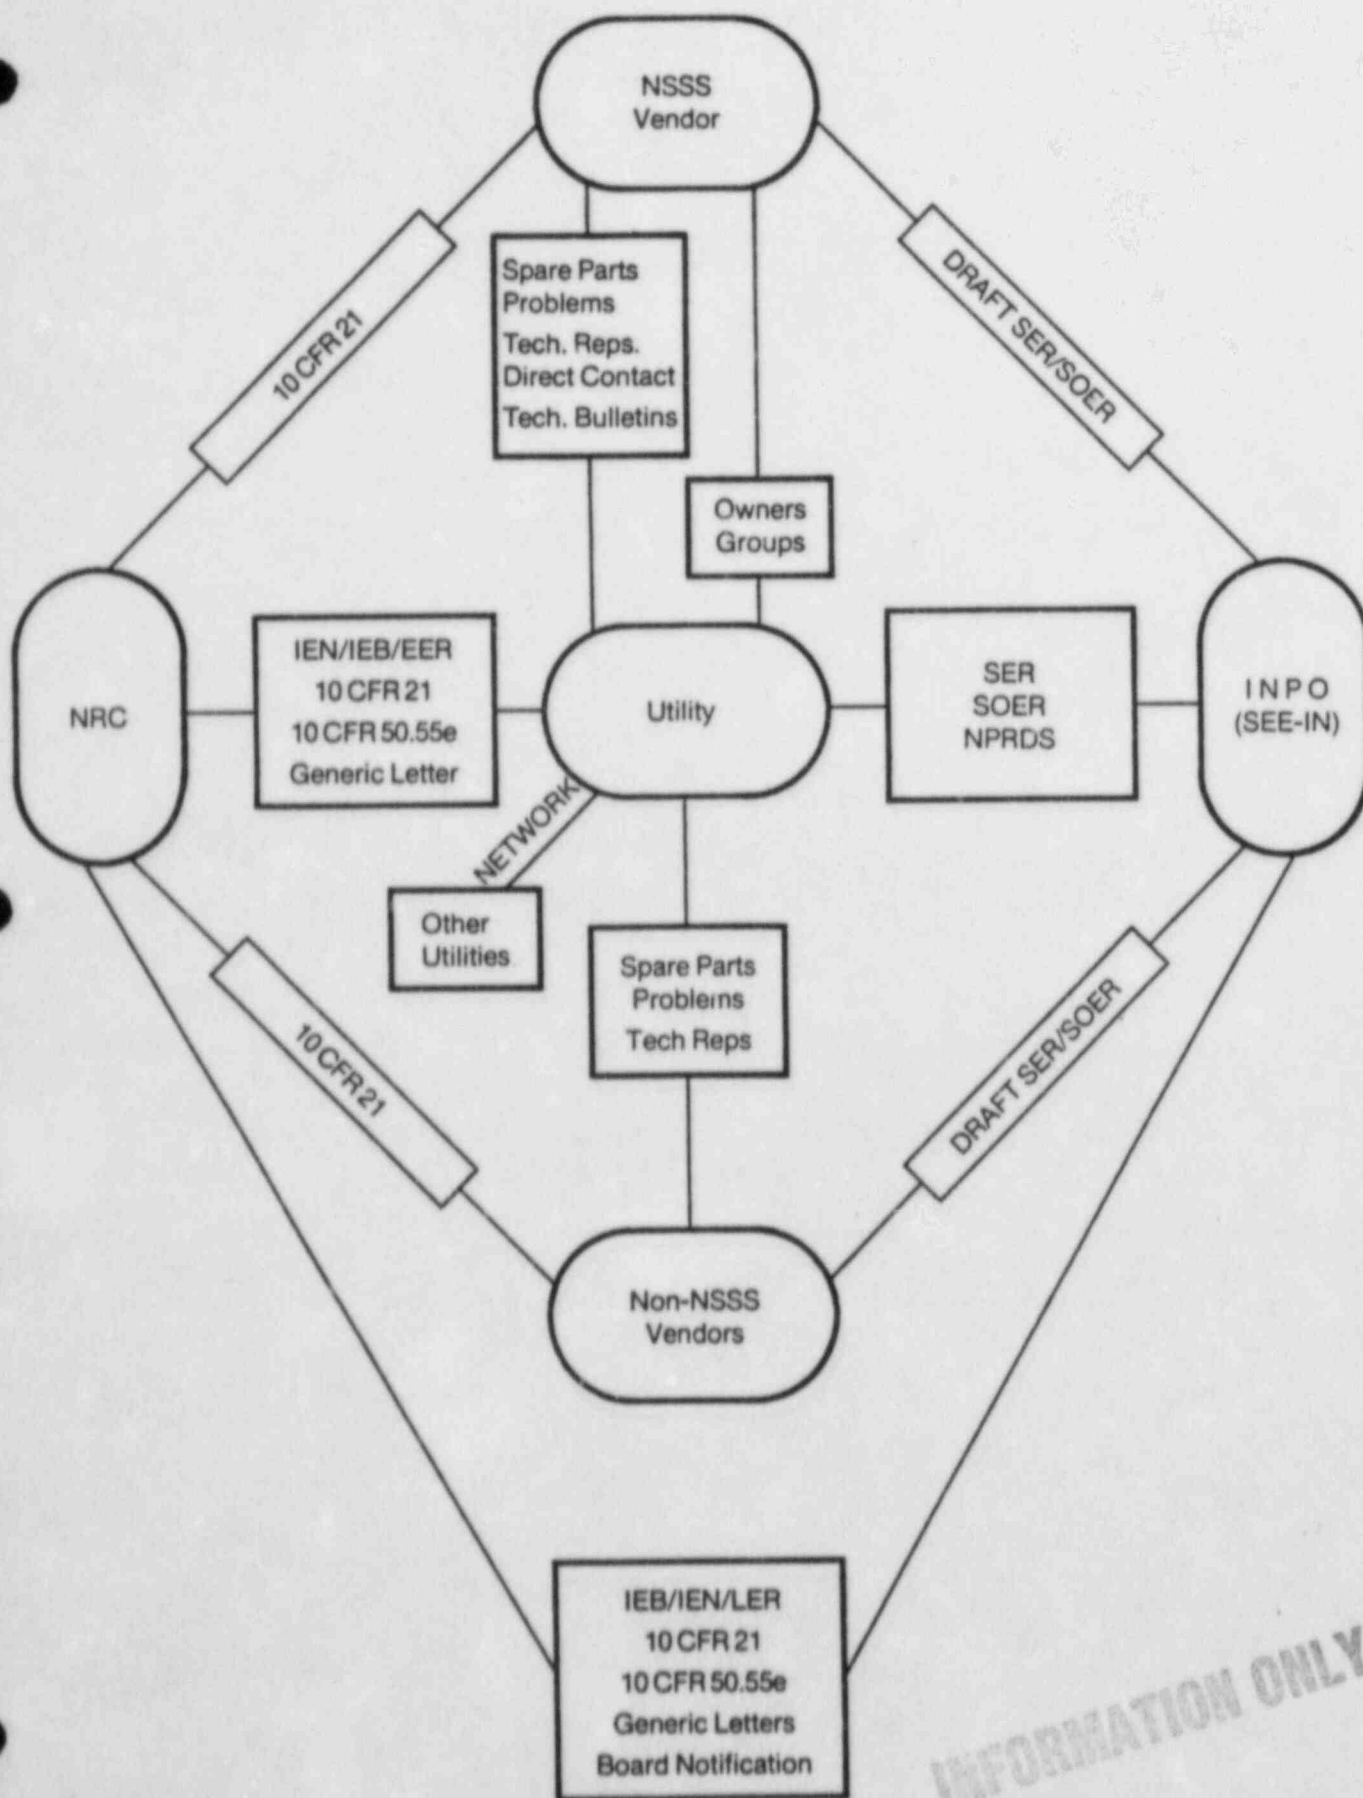 NSSS
Vendor
10 CFR 21
Spare Parts
Problems
Tech. Reps.
Direct Contact
Tech. Bulletins
DRAFT SER/SOER
Owners
Groups
NRC
IEN/IEB/EER
10 CFR 21
10 CFR 50.55e
Generic Letter
Utility
SER
SOER
NPRDS
INPO
(SEE-IN)
NETWORK
Other
Utilities
Spare Parts
Problems
Tech Reps
10 CFR 21
DRAFT SER/SOER
Non-NSSS
Vendors
IEB/IEN/LER
10 CFR 21
10 CFR 50.55e
Generic Letters
Board Notification
INFORMATION ONLY